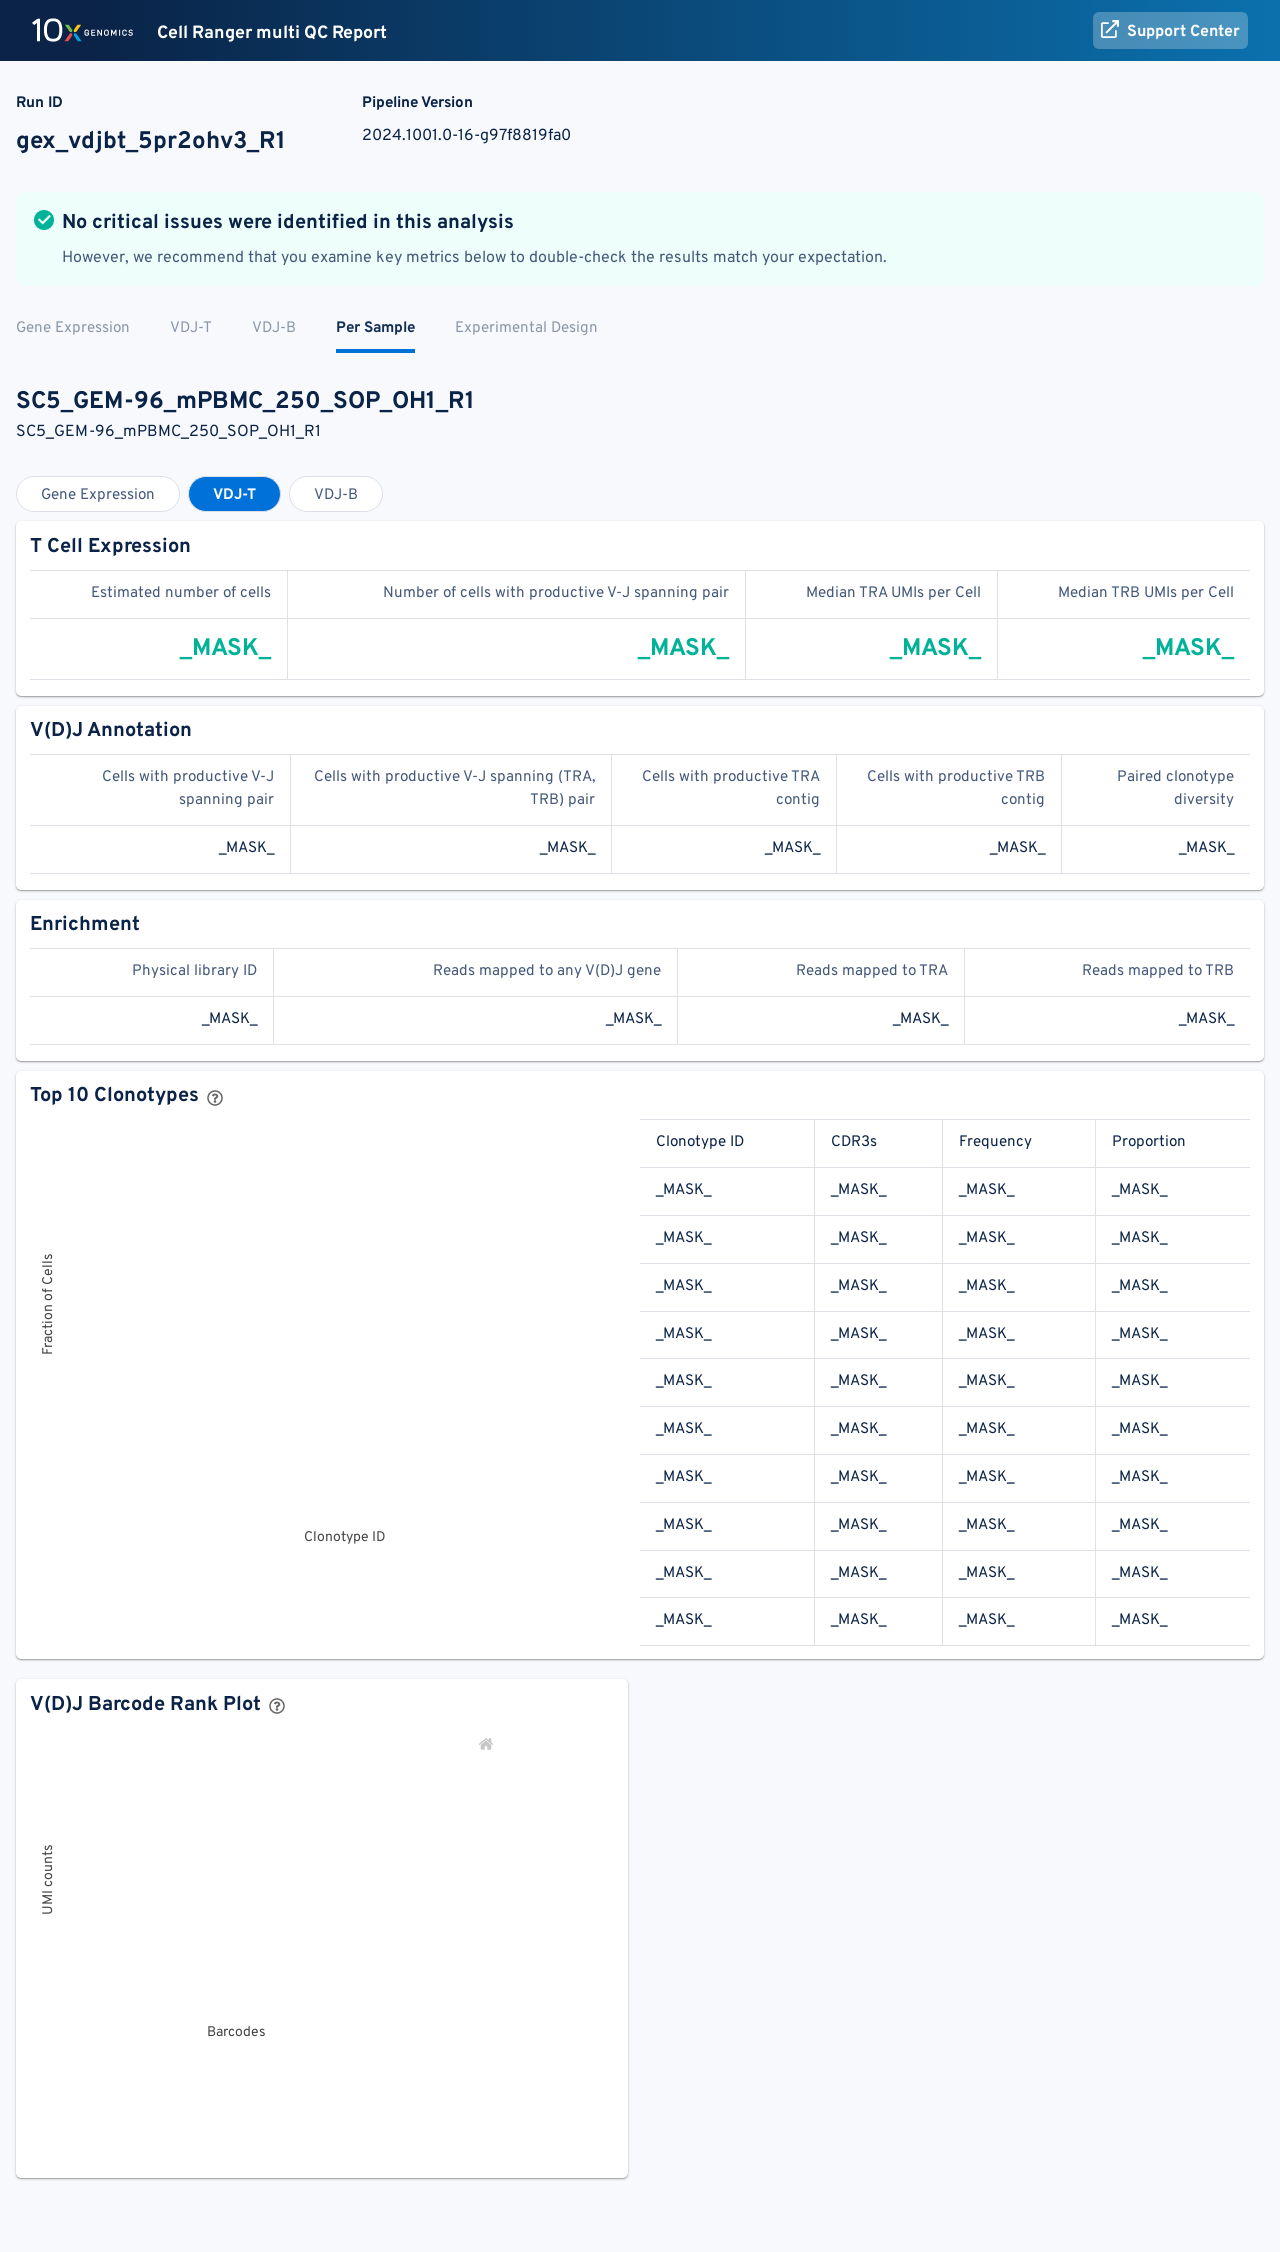 10x GENOMICS Cell Ranger multi QC Report Support Center
Run ID Pipeline Version
gex_vdjbt_5pr2ohv3_R1 2024.1001.0-16-g97f8819fa0
No critical issues were identified in this analysis
However, we recommend that you examine key metrics below to double-check the results match your expectation.
Gene Expression VDJ-T VDJ-B Per Sample Experimental Design
SC5_GEM-96_mPBMC_250_SOP_OH1_R1
SC5_GEM-96_mPBMC_250_SOP_OH1_R1
Gene Expression VDJ-T VDJ-B
T Cell Expression
Estimated number of cells Number of cells with productive V-J spanning pair Median TRA UMIs per Cell Median TRB UMIs per Cell
_MASK_ _MASK_ _MASK_ _MASK_
V(D)J Annotation
Cells with productive V-J spanning pair Cells with productive V-J spanning (TRA, TRB) pair Cells with productive TRA contig Cells with productive TRB contig Paired clonotype diversity
_MASK_ _MASK_ _MASK_ _MASK_ _MASK_
Enrichment
Physical library ID Reads mapped to any V(D)J gene Reads mapped to TRA Reads mapped to TRB
_MASK_ _MASK_ _MASK_ _MASK_
Top 10 Clonotypes
Fraction of Cells
Clonotype ID
Clonotype ID CDR3s Frequency Proportion
_MASK_ _MASK_ _MASK_ _MASK_
_MASK_ _MASK_ _MASK_ _MASK_
_MASK_ _MASK_ _MASK_ _MASK_
_MASK_ _MASK_ _MASK_ _MASK_
_MASK_ _MASK_ _MASK_ _MASK_
_MASK_ _MASK_ _MASK_ _MASK_
_MASK_ _MASK_ _MASK_ _MASK_
_MASK_ _MASK_ _MASK_ _MASK_
_MASK_ _MASK_ _MASK_ _MASK_
_MASK_ _MASK_ _MASK_ _MASK_
V(D)J Barcode Rank Plot
UMI counts
Barcodes